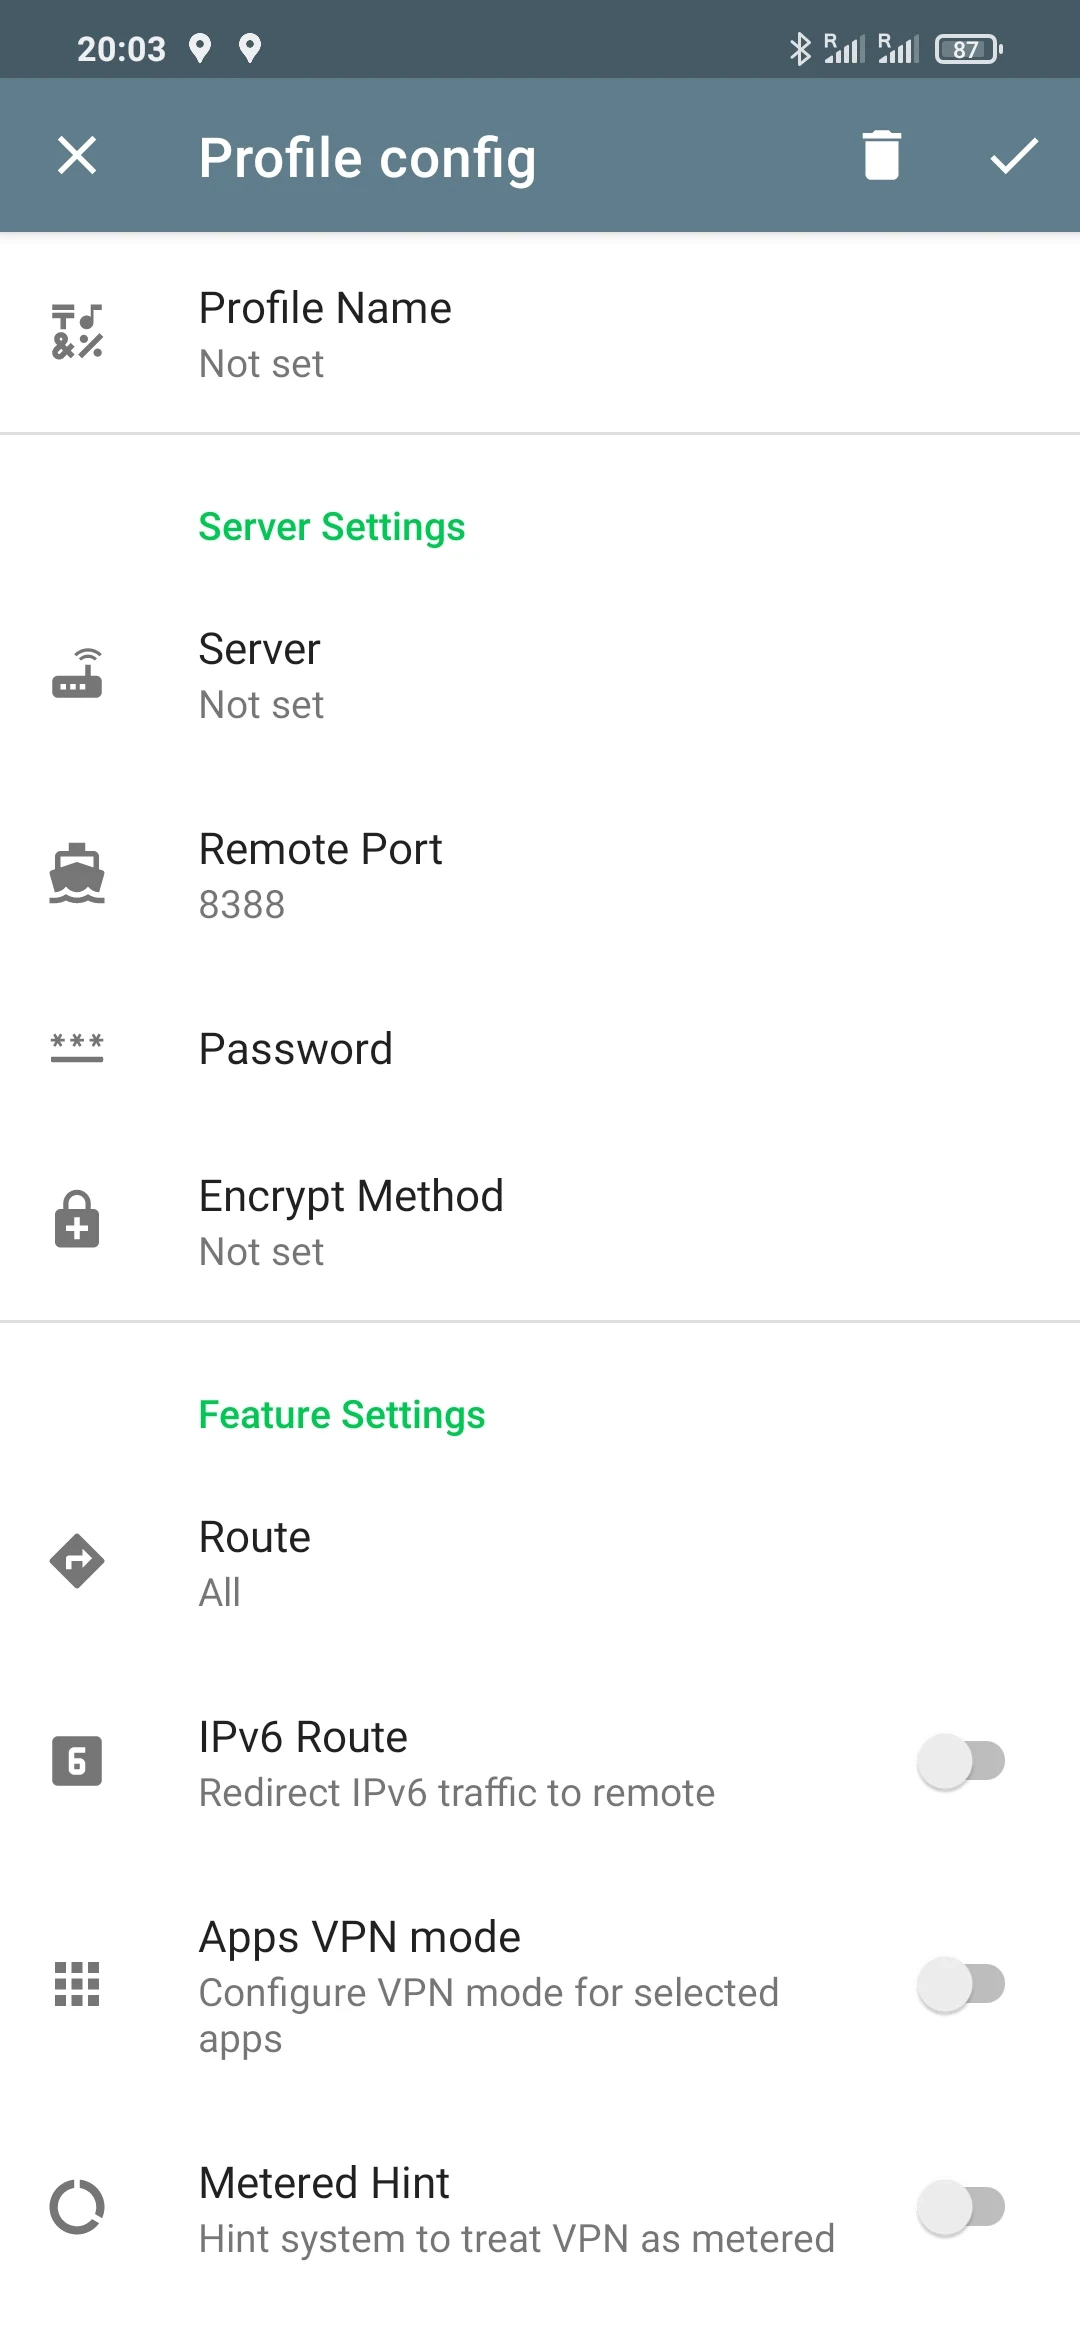 20:03
R R 87
Profile config
Profile Name
Not set
Server Settings
Server
Not set
Remote Port
8388
***
Password
Encrypt Method
Not set
Feature Settings
Route
All
6
IPv6 Route
Redirect IPv6 traffic to remote
Apps VPN mode
Configure VPN mode for selected
apps
Metered Hint
Hint system to treat VPN as metered